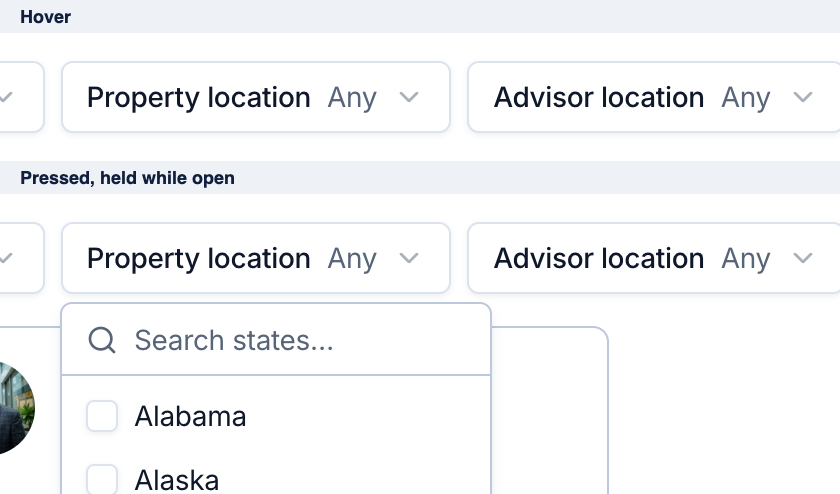 Hover
Property location Any Advisor location Any
Pressed, held while open
Property location Any Advisor location Any
Search states...
Alabama
Alaska